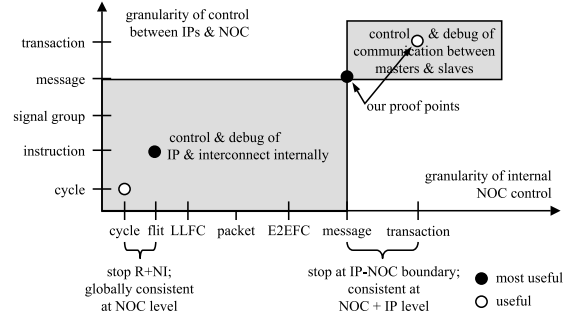 granularity of control
between IPs & NOC
transaction
message
signal group
instruction
cycle
control & debug of
communication between
masters & slaves
our proof points
control & debug of
IP & interconnect internally
granularity of internal
NOC control
cycle flit LLFC packet E2EFC message transaction
stop R+NI;
globally consistent
at NOC level
stop at IP-NOC boundary;
consistent at
NOC + IP level
most useful
useful